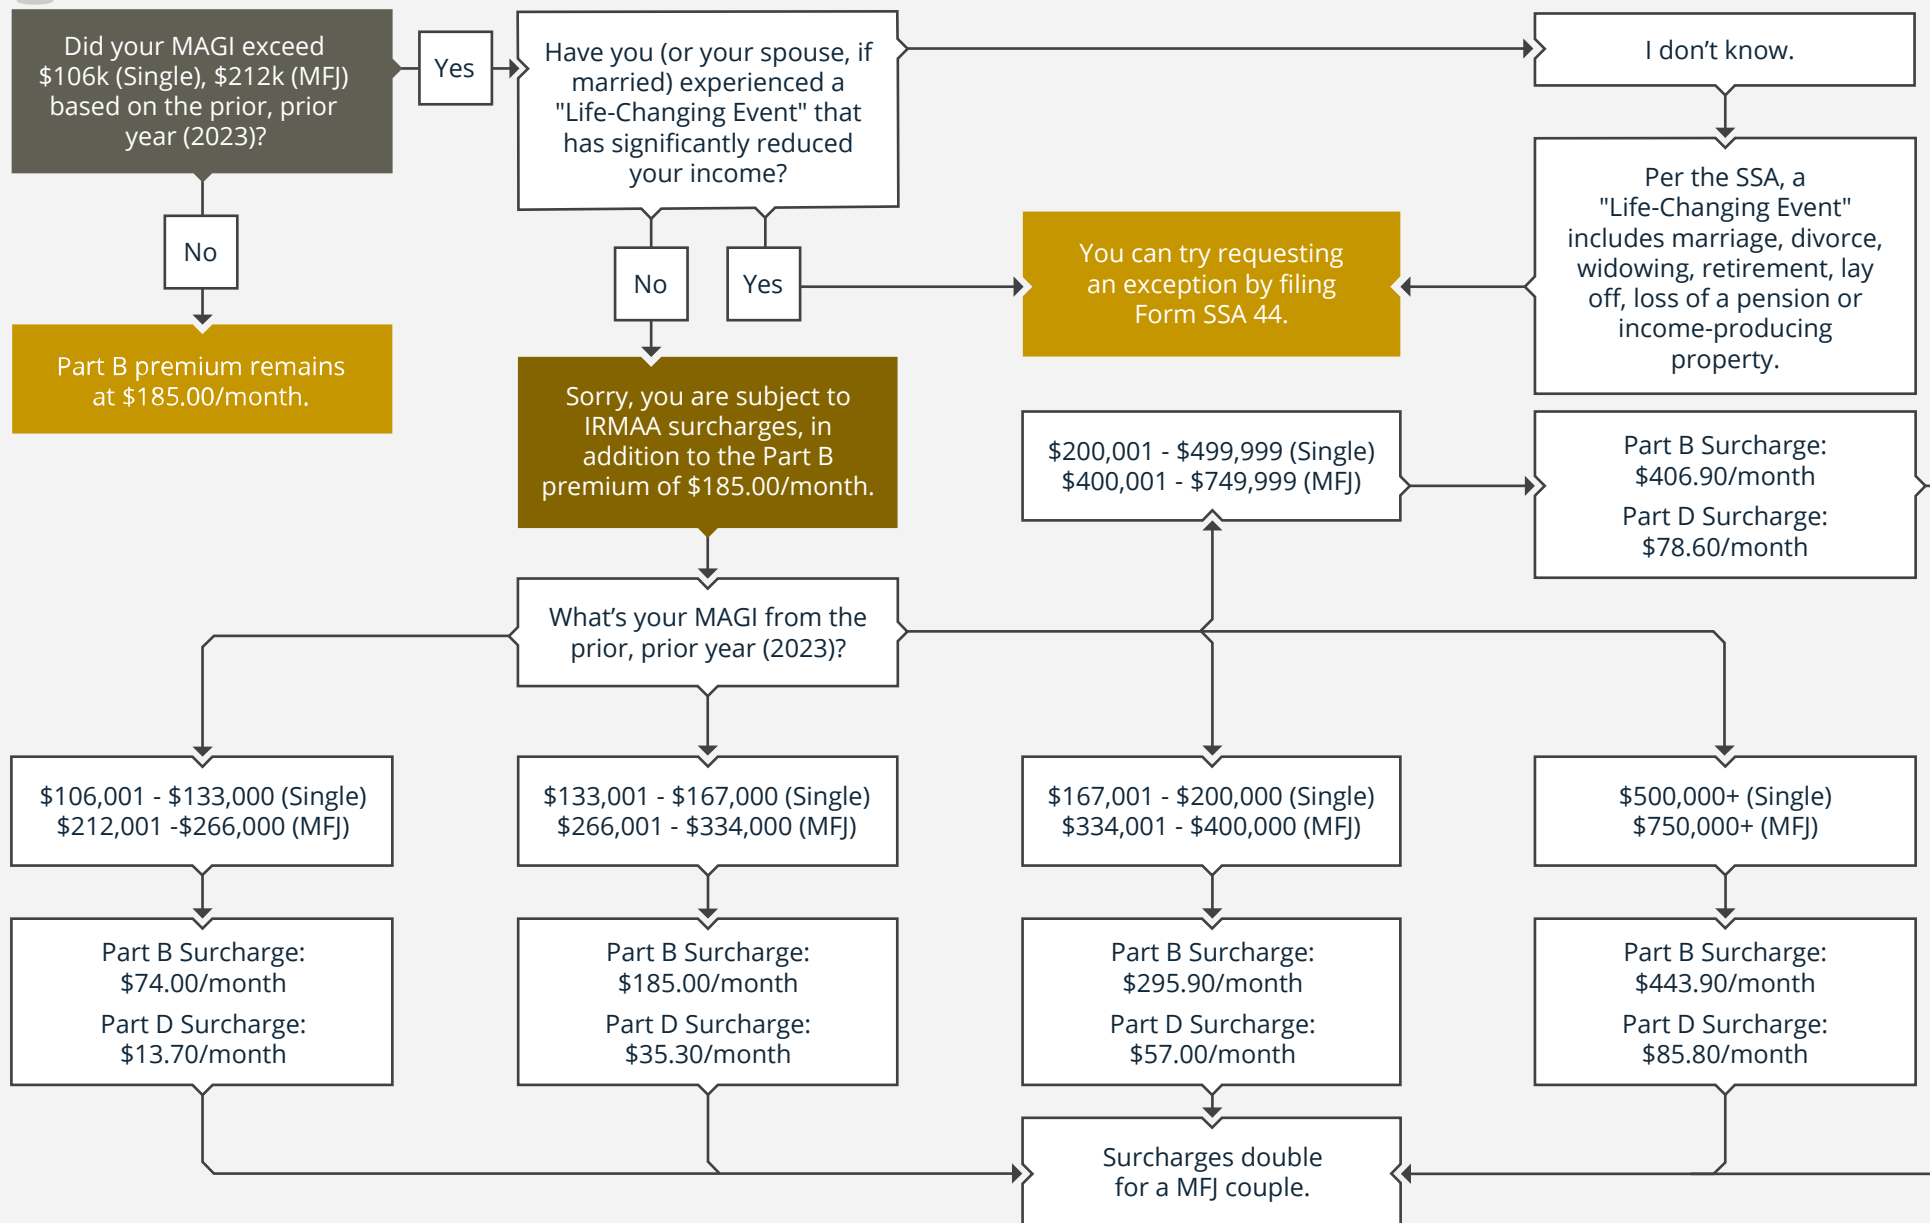 Did your MAGI exceed
$106k (Single), $212k (MFJ)
based on the prior, prior
year (2023)?
Yes
Have you (or your spouse, if
married) experienced a
"Life-Changing Event" that
has significantly reduced
your income?
I don’t know.
Per the SSA, a
"Life-Changing Event"
includes marriage, divorce,
widowing, retirement, lay
off, loss of a pension or
income-producing
property.
No
No
Yes
You can try requesting
an exception by filing
Form SSA 44.
Part B premium remains
at $185.00/month.
Sorry, you are subject to
IRMAA surcharges, in
addition to the Part B
premium of $185.00/month.
$200,001 - $499,999 (Single)
$400,001 - $749,999 (MFJ)
Part B Surcharge:
$406.90/month
Part D Surcharge:
$78.60/month
What’s your MAGI from the
prior, prior year (2023)?
$106,001 - $133,000 (Single)
$212,001 -$266,000 (MFJ)
$133,001 - $167,000 (Single)
$266,001 - $334,000 (MFJ)
$167,001 - $200,000 (Single)
$334,001 - $400,000 (MFJ)
$500,000+ (Single)
$750,000+ (MFJ)
Part B Surcharge:
$74.00/month
Part D Surcharge:
$13.70/month
Part B Surcharge:
$185.00/month
Part D Surcharge:
$35.30/month
Part B Surcharge:
$295.90/month
Part D Surcharge:
$57.00/month
Part B Surcharge:
$443.90/month
Part D Surcharge:
$85.80/month
Surcharges double
for a MFJ couple.